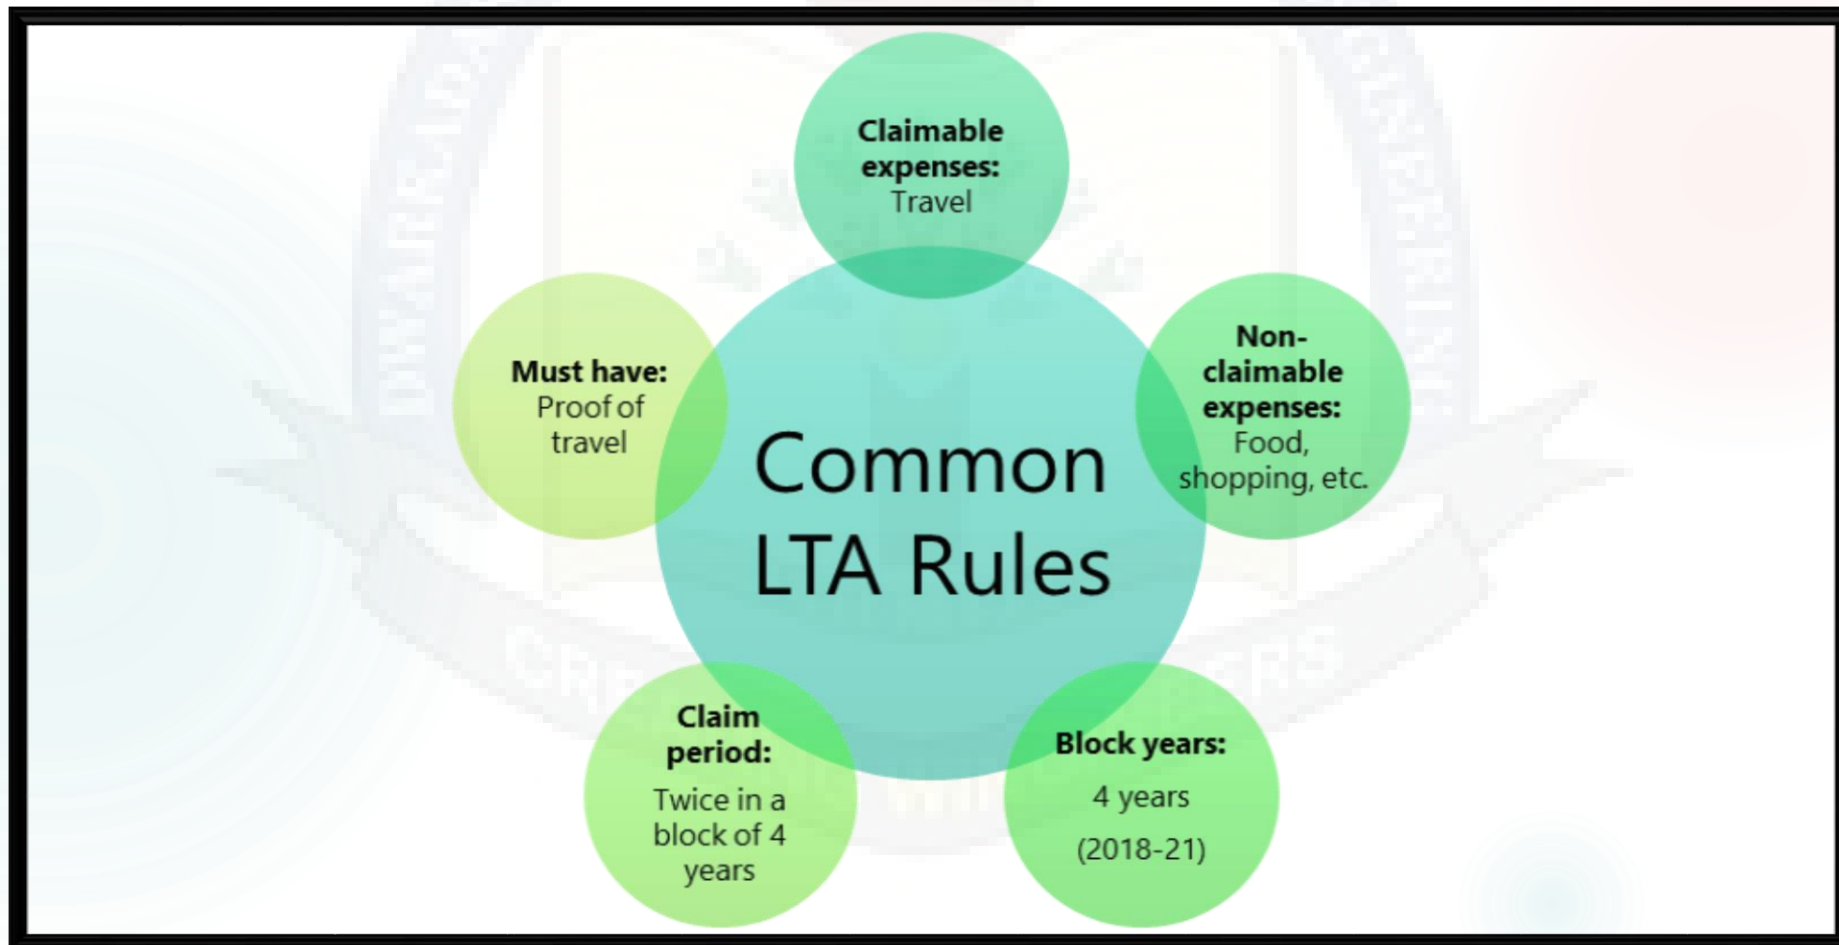 Claimable
expenses:
Travel
Non-
claimable
expenses:
Food,
shopping, etc.
Block years:
4 years
(2018-21)
Claim
period:
Twice in a
block of 4
years
Must have:
Proof of
travel
Common
LTA Rules